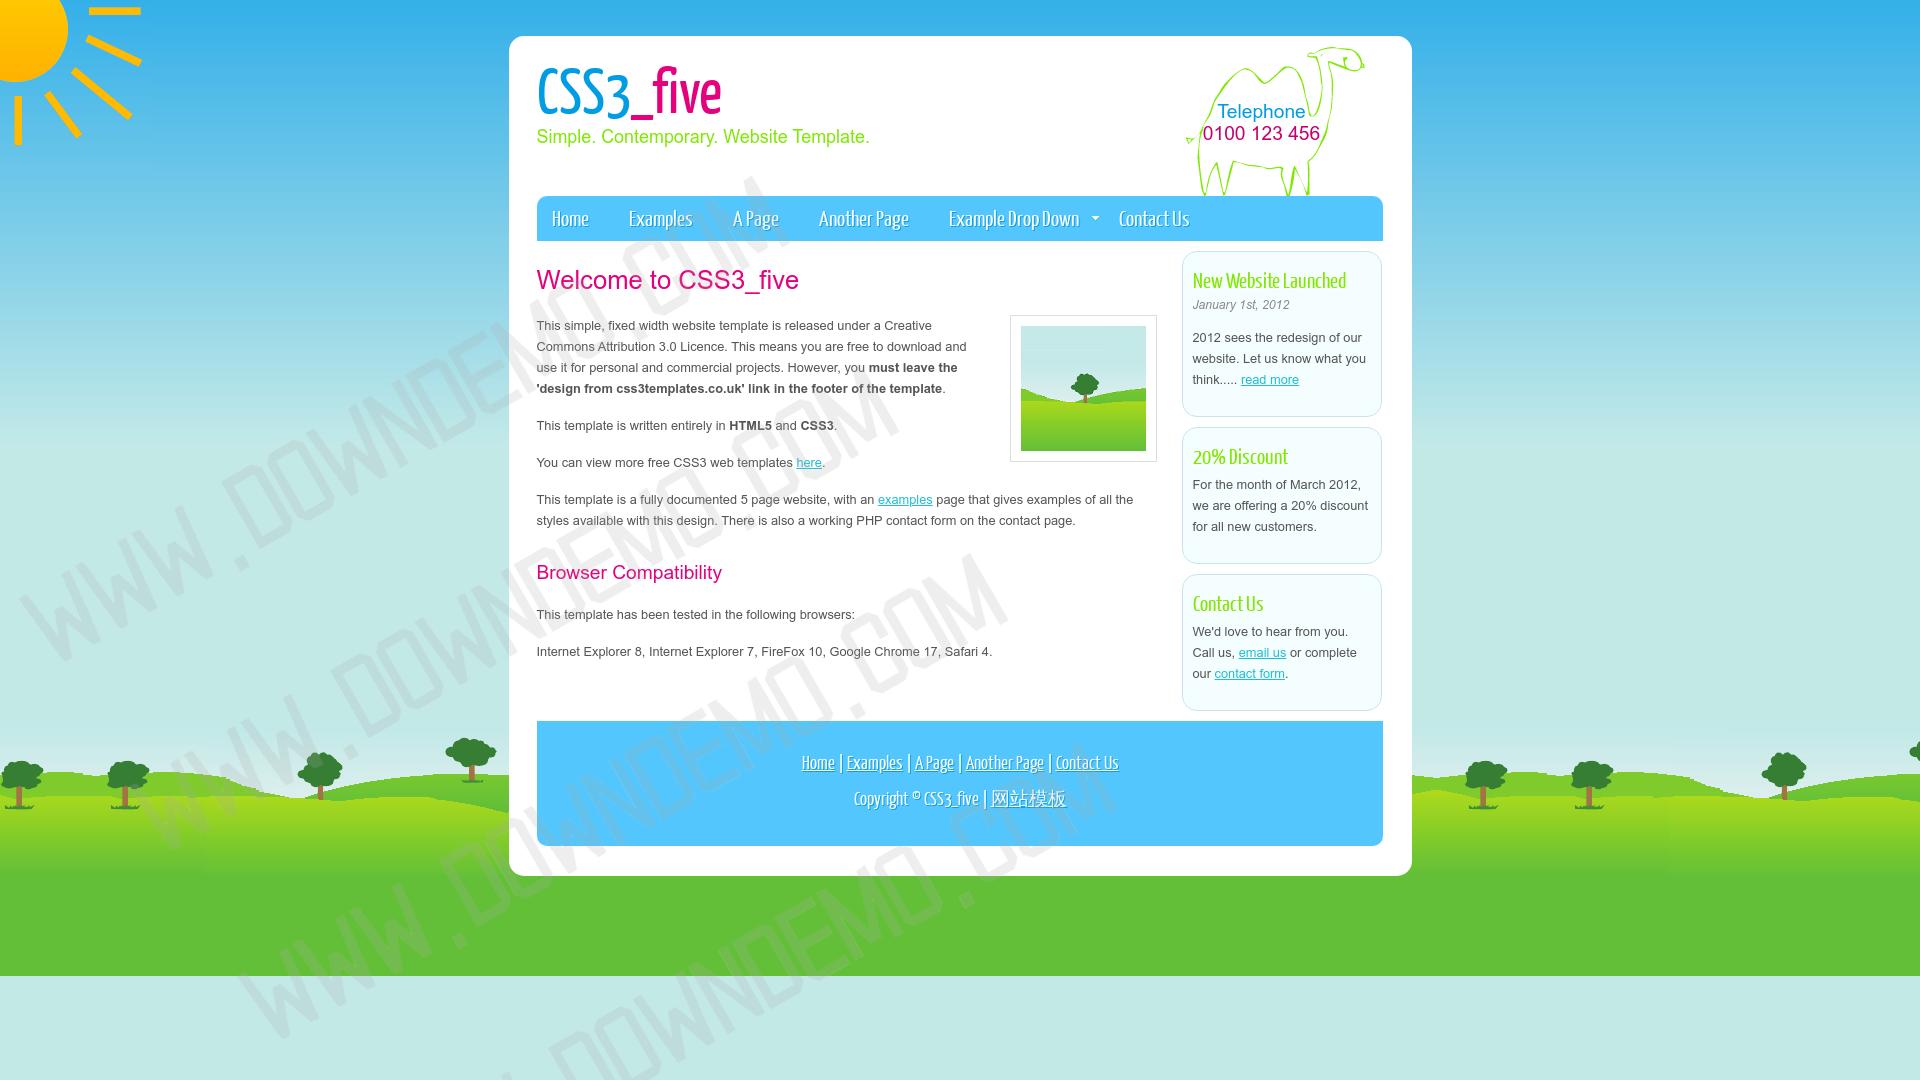 CSS3_five
Simple. Contemporary. Website Template.
Telephone
0100 123 456
Home Examples A Page Another Page Example Drop Down Contact Us
Welcome to CSS3_five
This simple, fixed width website template is released under a Creative
Commons Attribution 3.0 Licence. This means you are free to download and
use it for personal and commercial projects. However, you must leave the
'design from css3templates.co.uk' link in the footer of the template.
This template is written entirely in HTML5 and CSS3.
You can view more free CSS3 web templates here.
This template is a fully documented 5 page website, with an examples page that gives examples of all the
styles available with this design. There is also a working PHP contact form on the contact page.
Browser Compatibility
This template has been tested in the following browsers:
Internet Explorer 8, Internet Explorer 7, FireFox 10, Google Chrome 17, Safari 4.
New Website Launched
January 1st, 2012
2012 sees the redesign of our
website. Let us know what you
think..... read more
20% Discount
For the month of March 2012,
we are offering a 20% discount
for all new customers.
Contact Us
We'd love to hear from you.
Call us, email us or complete
our contact form.
Home | Examples | A Page | Another Page | Contact Us
Copyright © CSS3_five | 网站模板
WWW.DOWNDEMO.COM
WWW.DOWNDEMO.COM
WWW.DOWNDEMO.COM
WWW.DOWNDEMO.COM